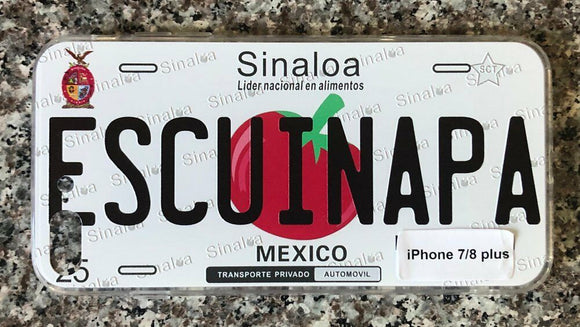 Sinaloa
SCT
Lider nacional en alimentos
ESCUINAPA
MEXICO
iPhone 7/8 plus
25
TRANSPORTE PRIVADO AUTOMOVIL